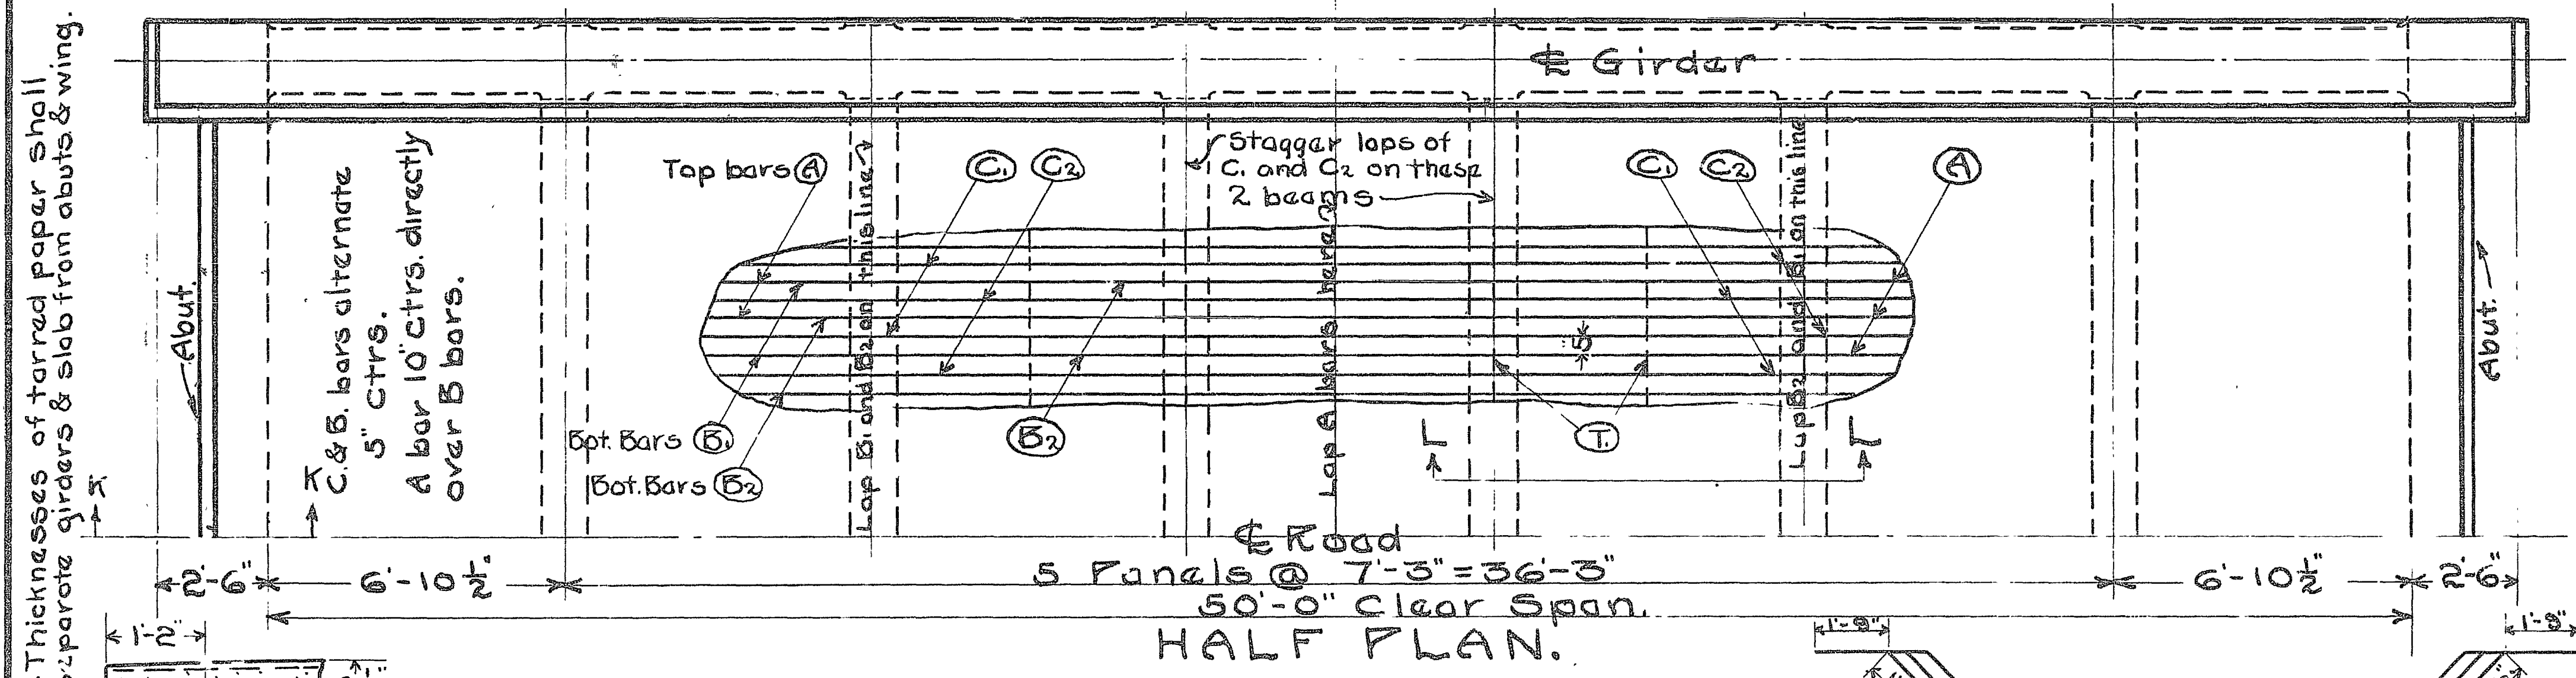 Thicknesses of tarred paper shall
girders & slab from abuts & wing.
℄ Girder
Top bars A
Lap B1 and B2 on this line
C1
C2
Stagger laps of
C1 and C2 on these
2 beams
C1
C2
A
Lap B2 and B1 on this line
Abut.
C. & B. bars alternate
5" ctrs.
A bar 10" ctrs. directly
over B bars.
Lap A bars here
5"
Abut.
Bot. Bars B1
Bot. Bars B2
B2
T.
L
L
K
K
℄ Road
2'-6"
6'-10 1/2"
5 Panels @ 7'-3" = 36'-3"
6'-10 1/2"
2'-6"
50'-0" Clear Span.
HALF PLAN.
1'-2"
1'-9"
1'-9"